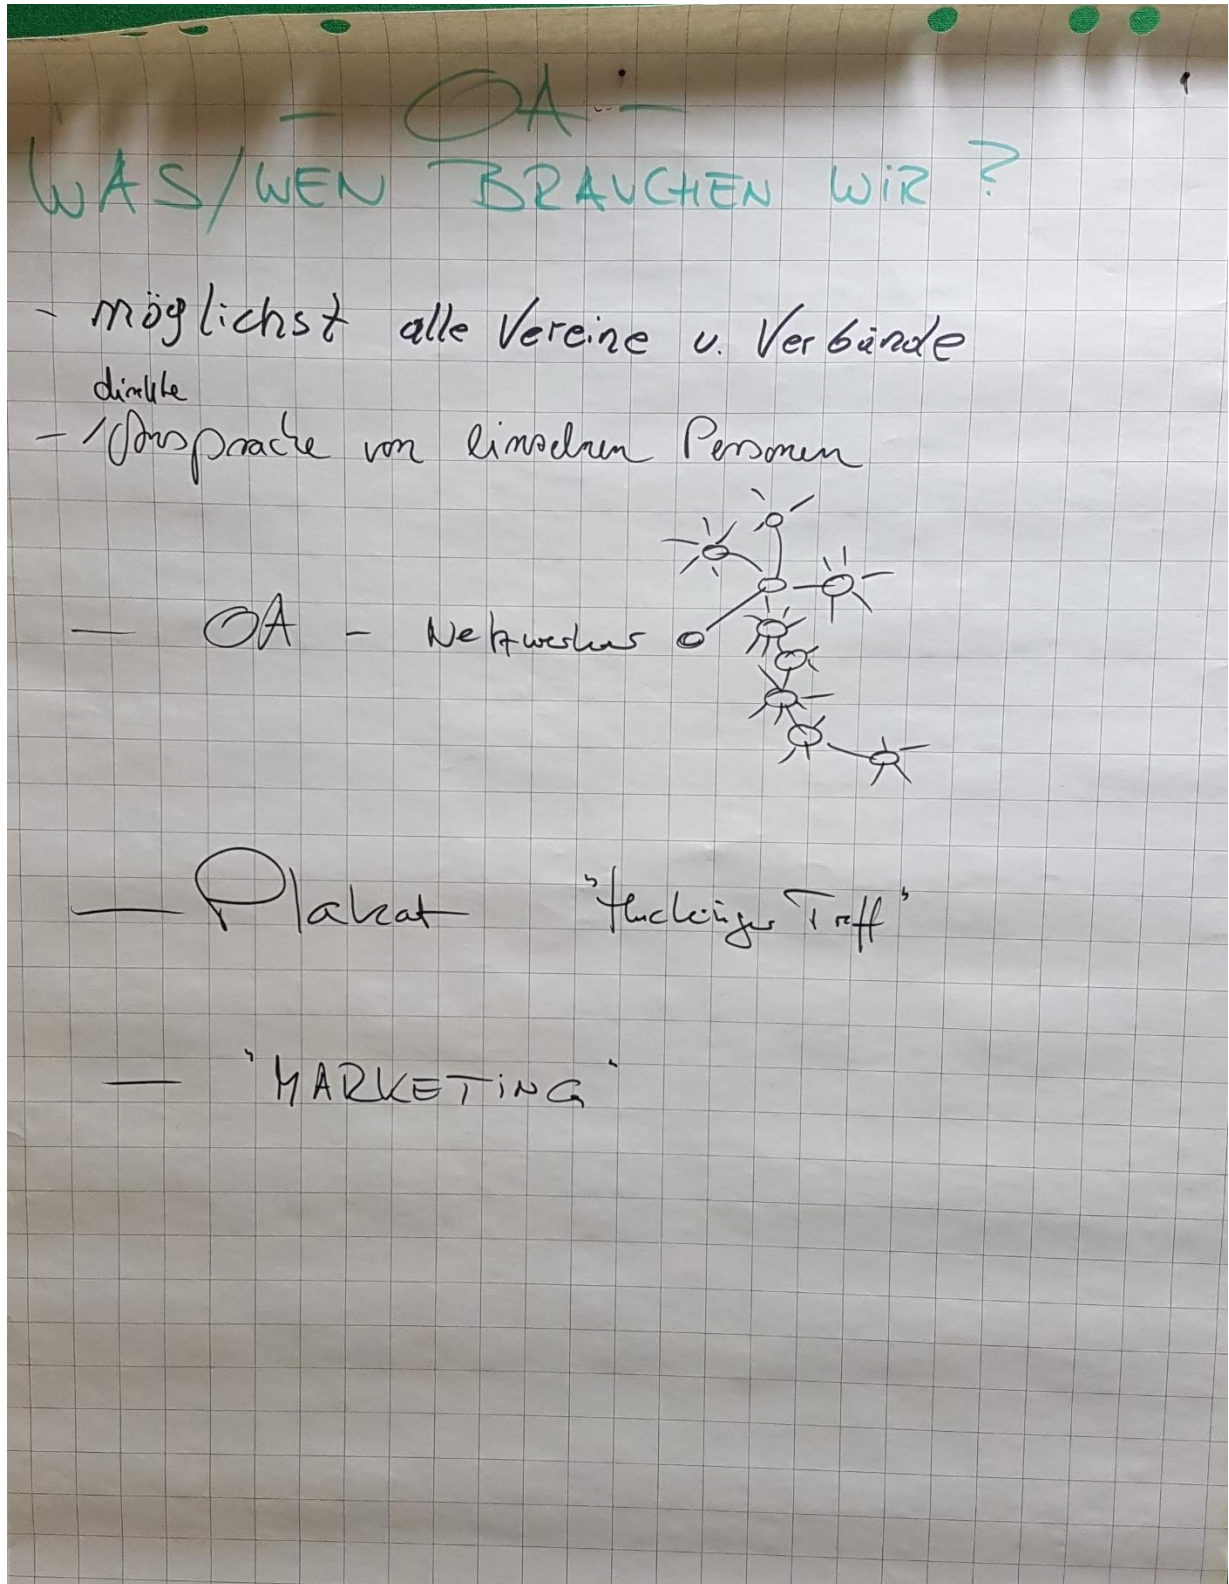 - OA -
WAS/WEN BRAUCHEN WIR?
- möglichst alle Vereine u. Verbände
direkte
- Ansprache von einzelnen Personen
- OA - Netzwerker
- Plakat "Huckinger Treff"
- "MARKETING"